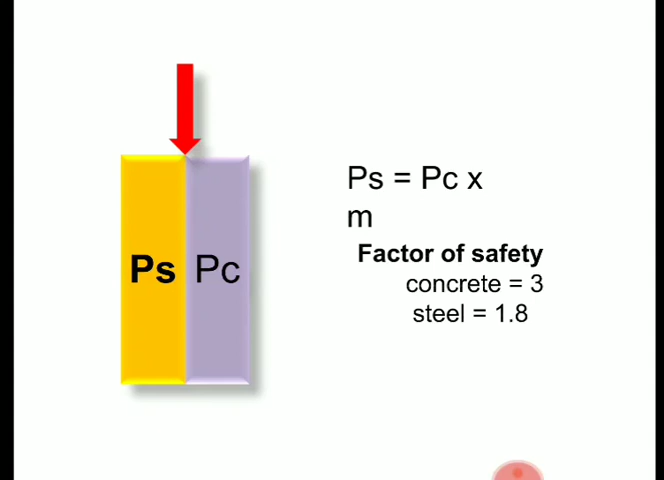 Ps = Pc x
m
Factor of safety
concrete = 3
steel = 1.8
Ps Pc